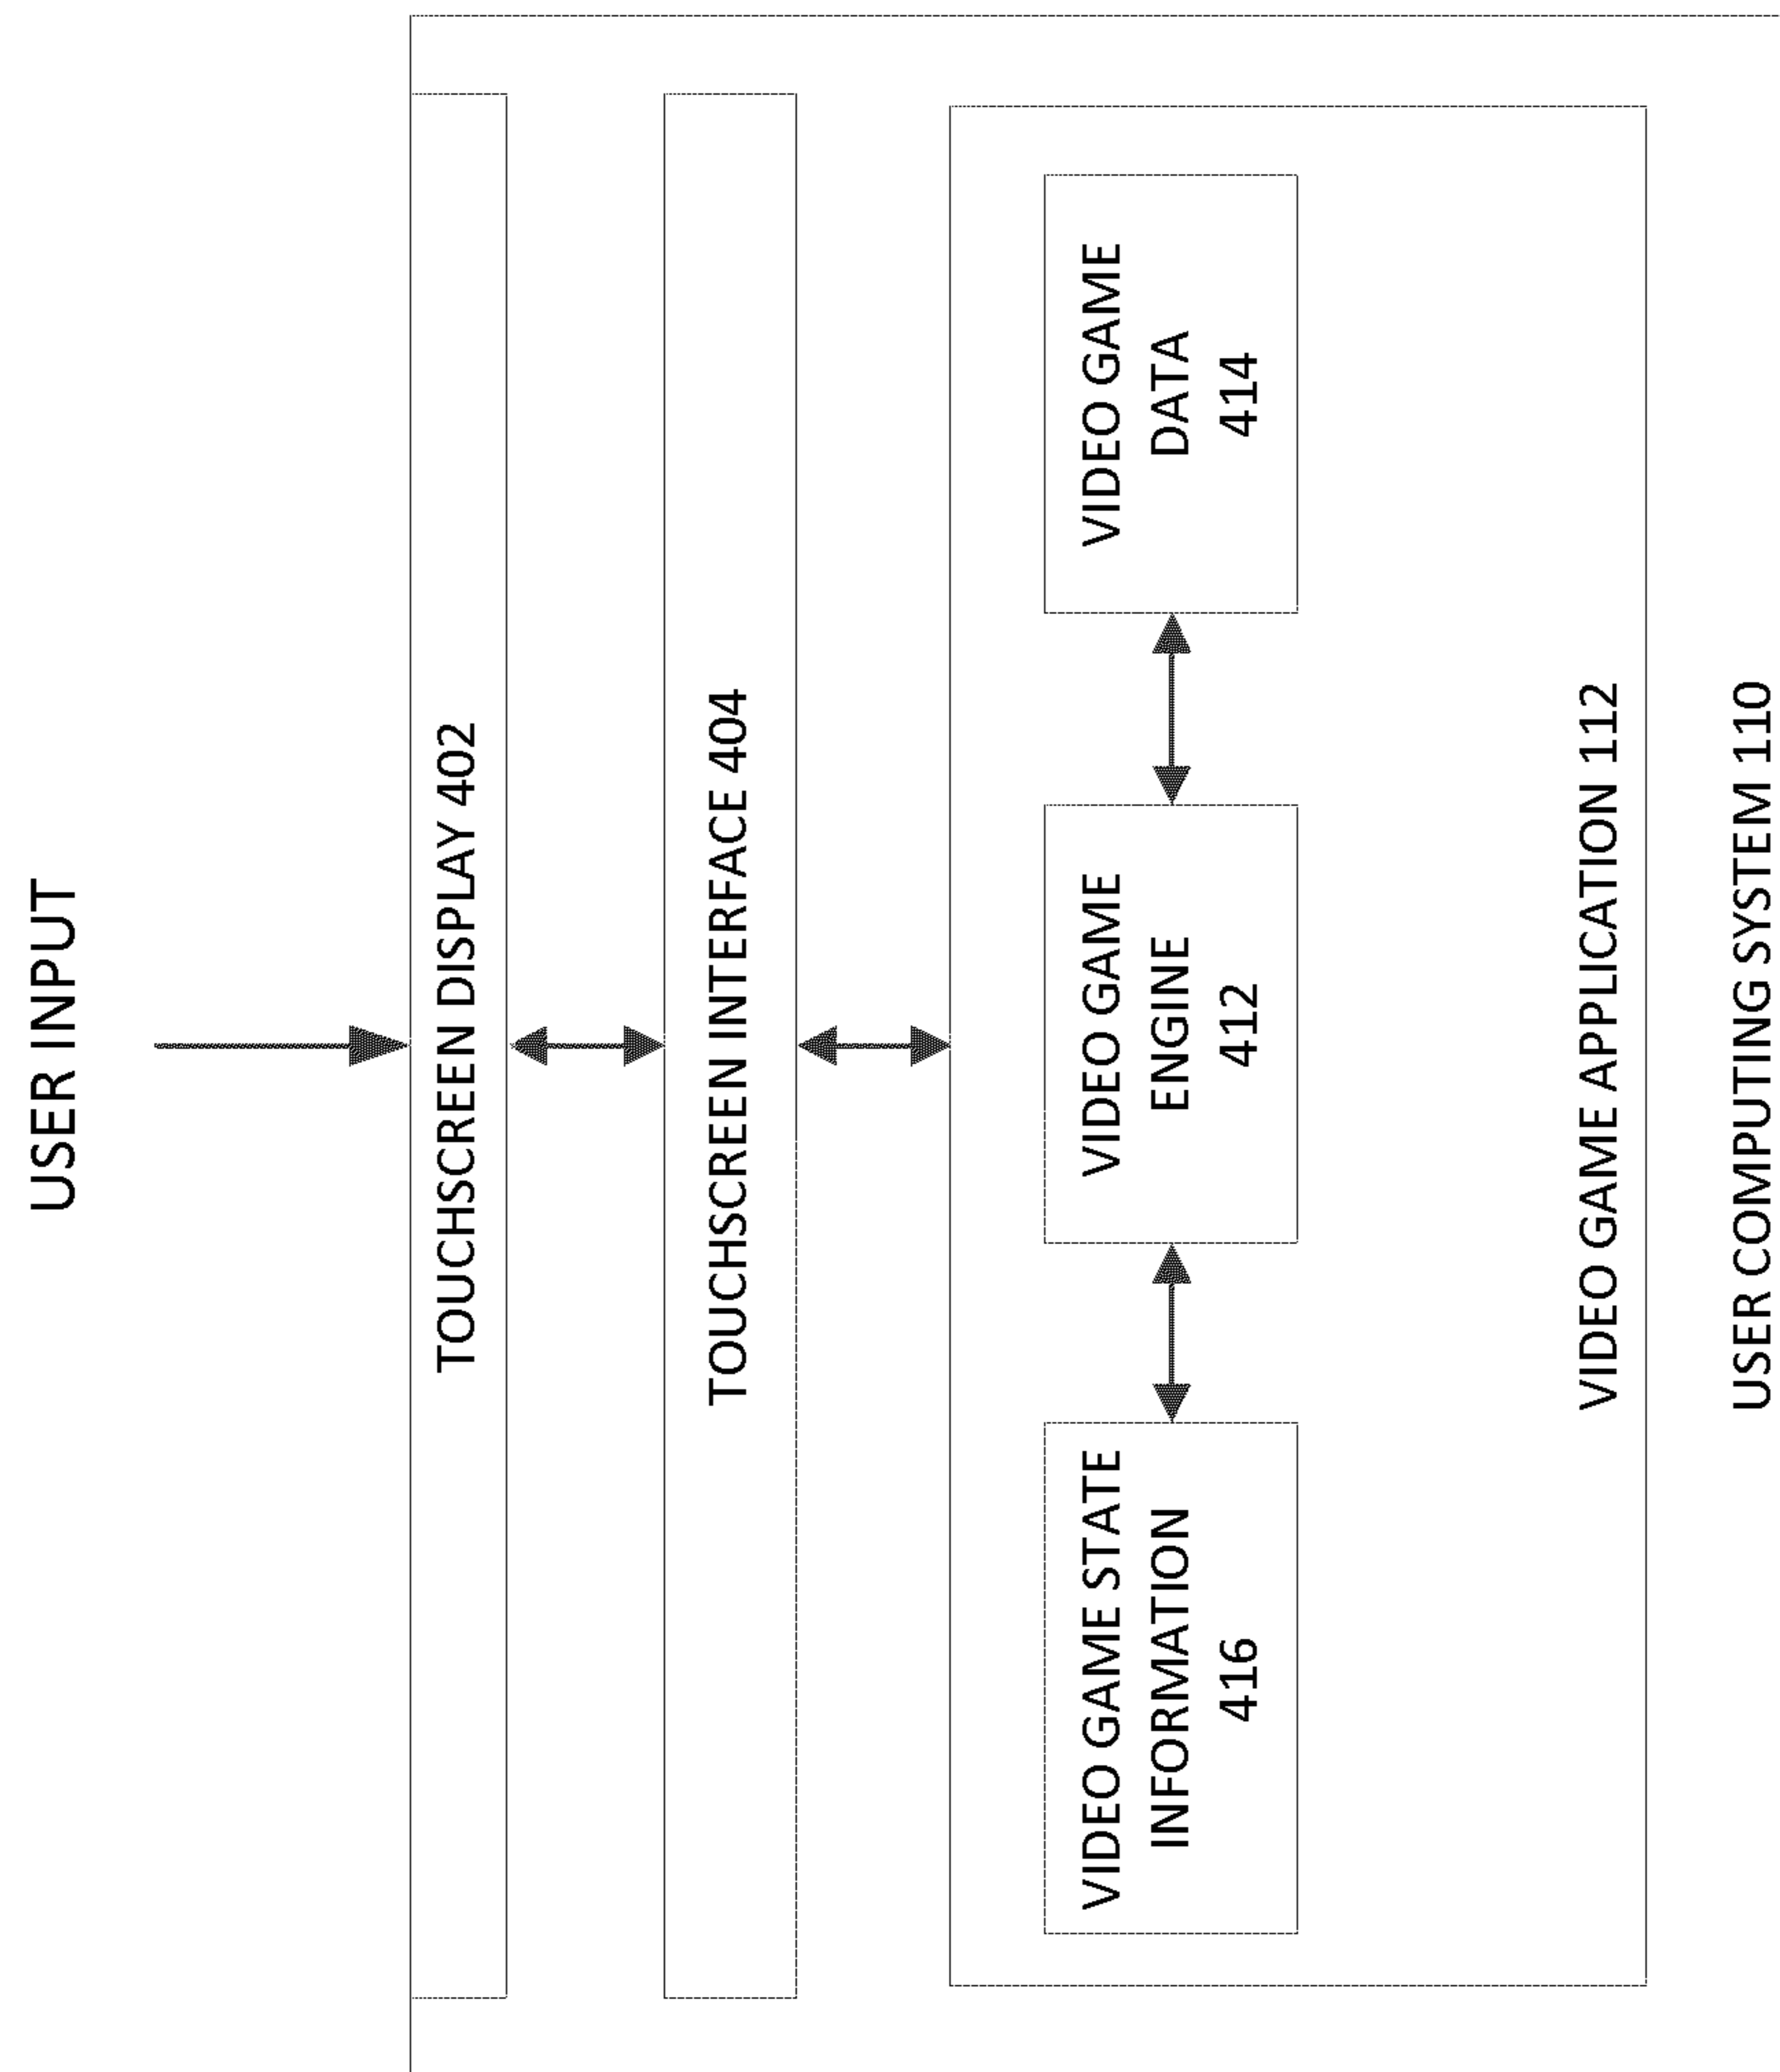 USER INPUT
TOUCHSCREEN DISPLAY 402
TOUCHSCREEN INTERFACE 404
VIDEO GAME STATE
INFORMATION
416
VIDEO GAME
ENGINE
412
VIDEO GAME
DATA
414
VIDEO GAME APPLICATION 112
USER COMPUTING SYSTEM 110